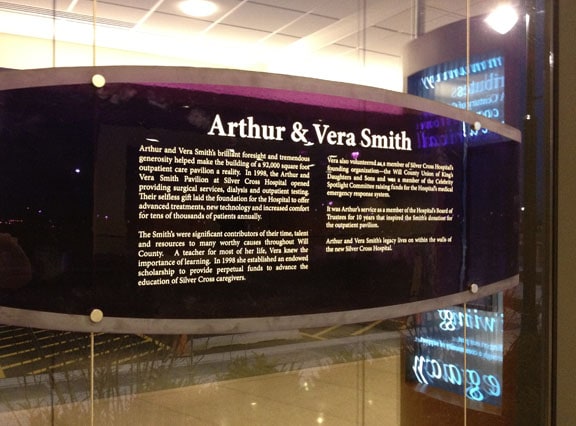 Arthur & Vera Smith
Arthur and Vera Smith's brilliant foresight and tremendous
generosity helped make the building of a 92,000 square foot
outpatient care pavilion a reality. In 1998, the Arthur and
Vera Smith Pavilion at Silver Cross Hospital opened
providing surgical services, dialysis and outpatient testing.
Their selfless gift laid the foundation for the Hospital to offer
advanced treatments, new technology and increased comfort
for tens of thousands of patients annually.
The Smith's were significant contributors of their time, talent
and resources to many worthy causes throughout Will
County. A teacher for most of her life, Vera knew the
importance of learning. In 1998 she established an endowed
scholarship to provide perpetual funds to advance the
education of Silver Cross caregivers.
Vera also volunteered as a member of Silver Cross Hospital's
founding organization—the Will County Union of King's
Daughters and Sons and was a member of the Celebrity
Spotlight Committee raising funds for the Hospital's medical
emergency response system.
It was Arthur's service as a member of the Hospital's Board of
Trustees for 10 years that inspired the Smith's donation for
the outpatient pavilion.
Arthur and Vera Smith's legacy lives on within the walls of
the new Silver Cross Hospital.